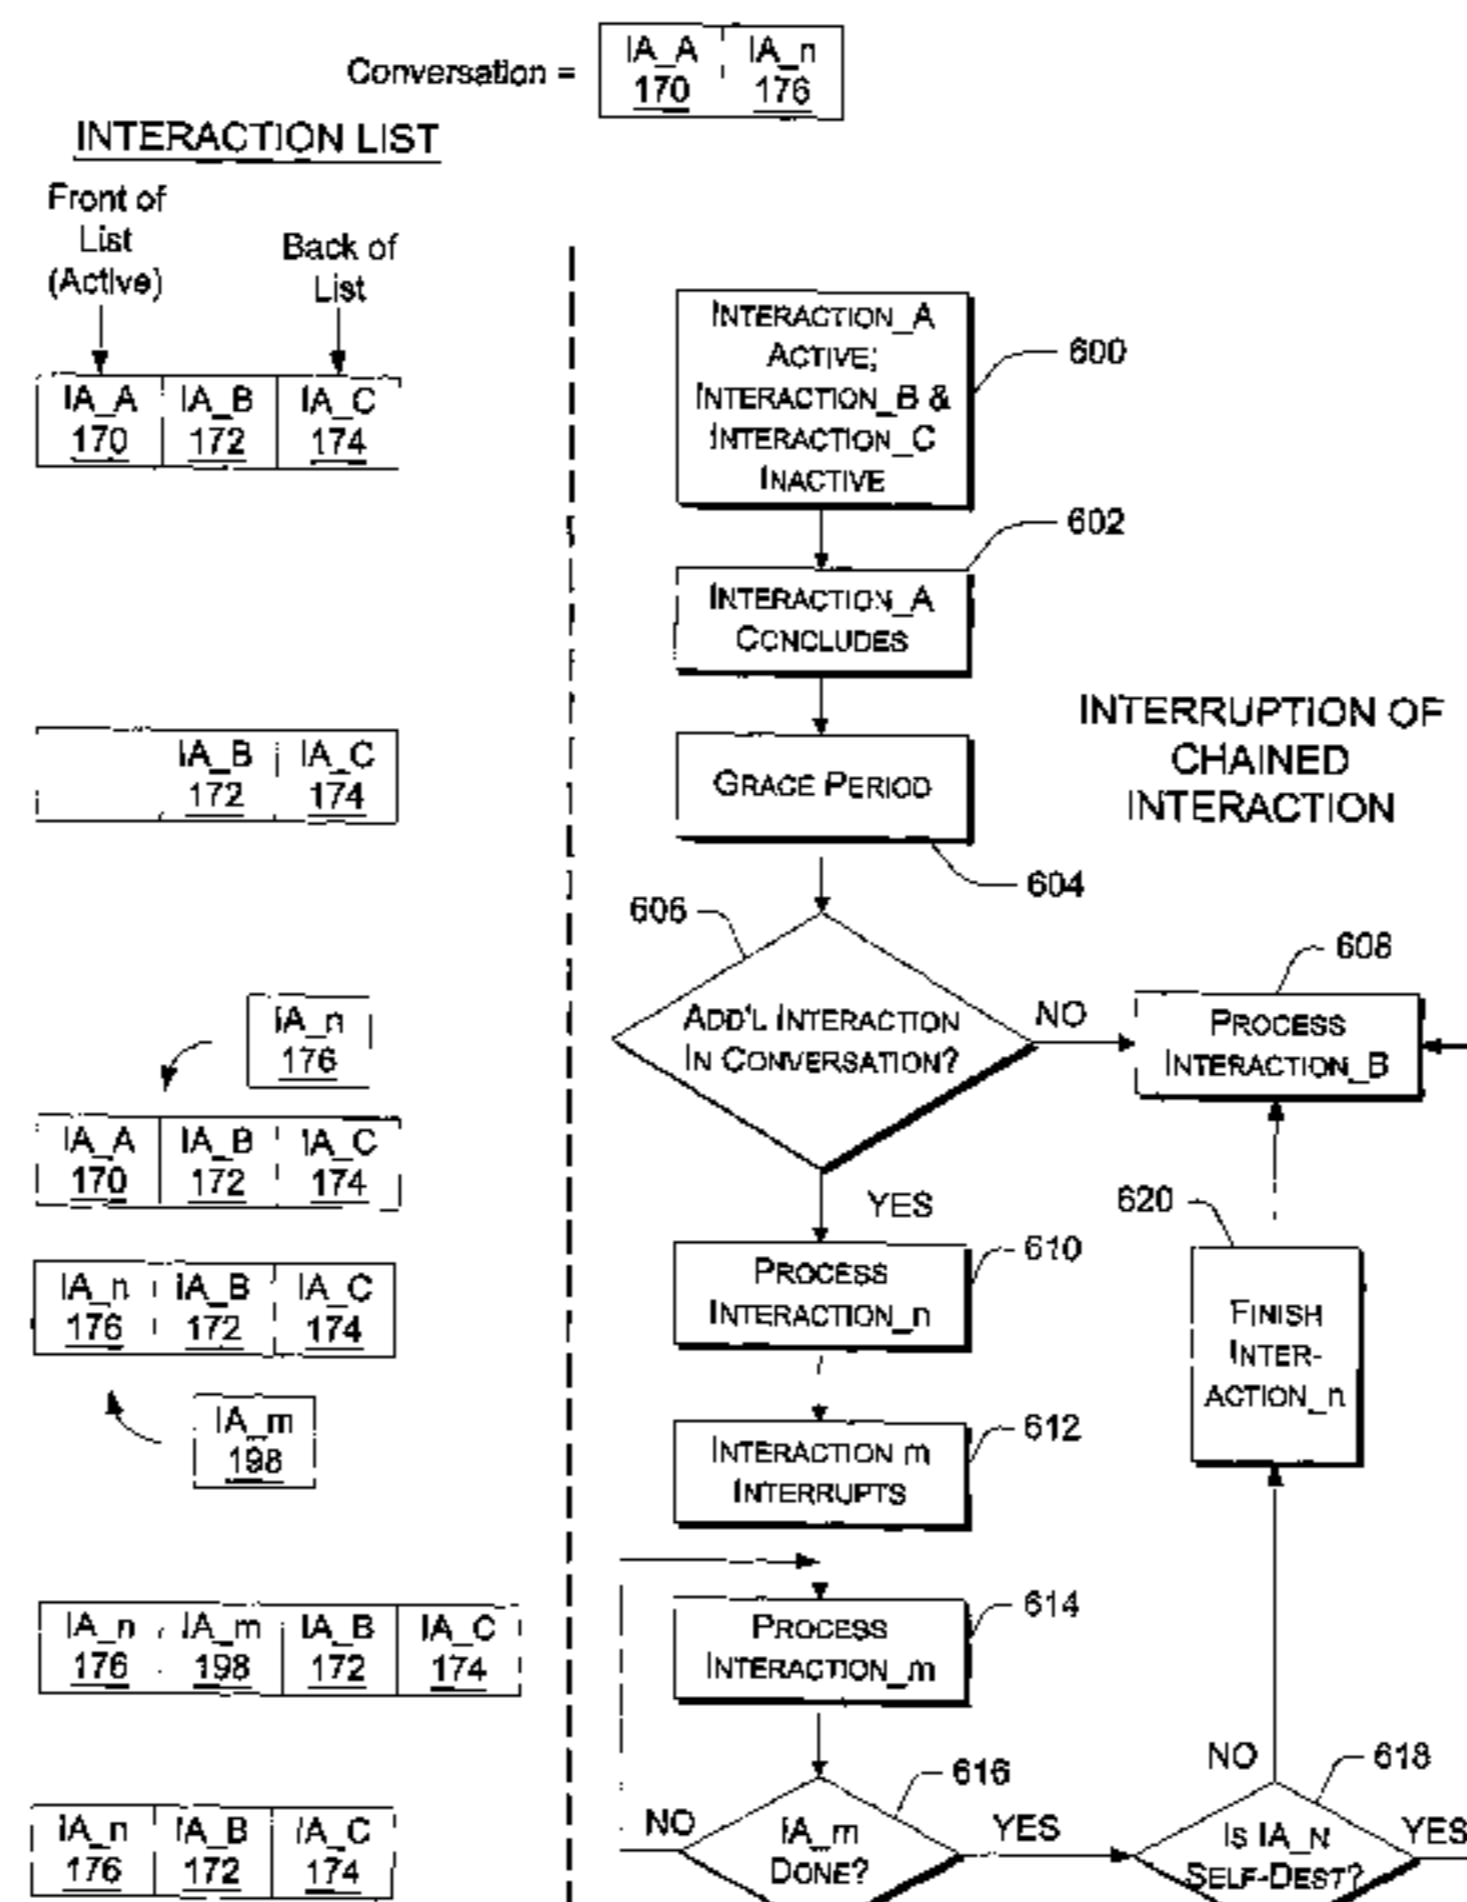 Conversation =
IA_A IA_n
170 176
INTERACTION LIST
Front of
List
(Active)
Back of
List
IA_A IA_B IA_C
170 172 174
INTERACTION_A
ACTIVE;
INTERACTION_B &
INTERACTION_C
INACTIVE
600
602
INTERACTION_A
CONCLUDES
INTERRUPTION OF
CHAINED
INTERACTION
IA_B IA_C
172 174
GRACE PERIOD
604
606
608
IA_n
176
ADD'L INTERACTION
IN CONVERSATION?
NO
PROCESS
INTERACTION_B
IA_A IA_B IA_C
170 172 174
YES
620
610
IA_n IA_B IA_C
176 172 174
PROCESS
INTERACTION_n
FINISH
INTER-
ACTION_n
IA_m
198
612
INTERACTION m
INTERRUPTS
614
IA_n IA_m IA_B IA_C
176 198 172 174
PROCESS
INTERACTION_m
NO
618
616
IA_n IA_B IA_C
176 172 174
NO
IA_m
DONE?
YES
IS IA_N
SELF-DEST?
YES